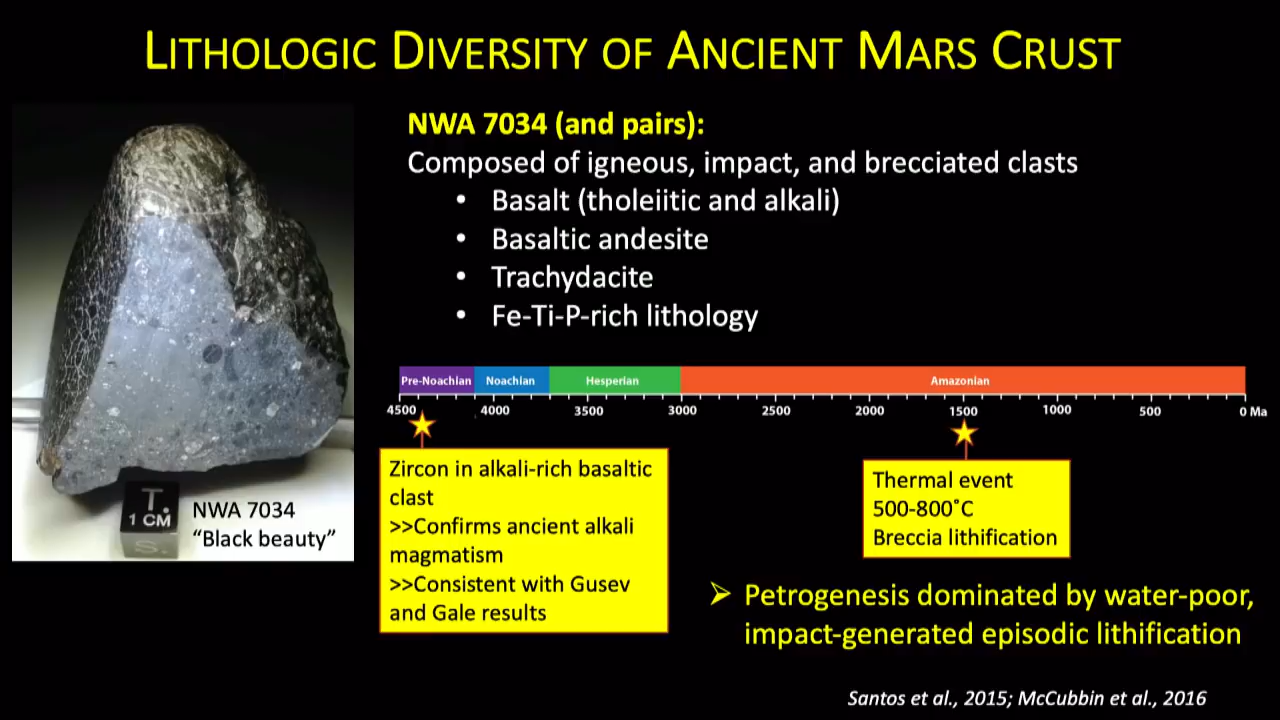 LITHOLOGIC DIVERSITY OF ANCIENT MARS CRUST
NWA 7034 (and pairs):
Composed of igneous, impact, and brecciated clasts
• Basalt (tholeiitic and alkali)
• Basaltic andesite
• Trachydacite
• Fe-Ti-P-rich lithology
T.
1 CM
S.
NWA 7034
“Black beauty”
Pre-Noachian Noachian Hesperian Amazonian
4500 4000 3500 3000 2500 2000 1500 1000 500 0 Ma
Zircon in alkali-rich basaltic
clast
>>Confirms ancient alkali
magmatism
>>Consistent with Gusev
and Gale results
Thermal event
500-800˚C
Breccia lithification
➢ Petrogenesis dominated by water-poor,
impact-generated episodic lithification
Santos et al., 2015; McCubbin et al., 2016